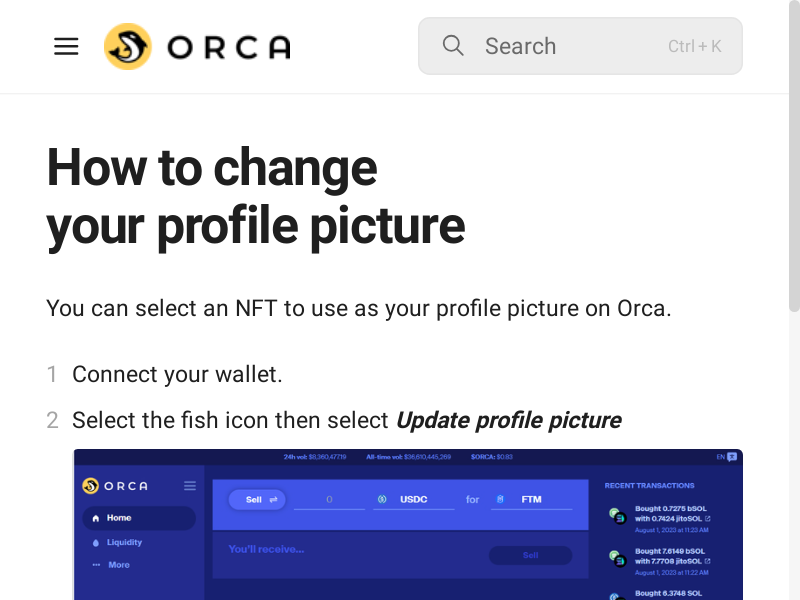 ORCA
Search Ctrl + K
How to change
your profile picture
You can select an NFT to use as your profile picture on Orca.
1 Connect your wallet.
2 Select the fish icon then select Update profile picture
24h vol: $8,360,477.19 All-time vol: $36,610,445,269 $ORCA: $0.83 EN
ORCA
Home
Liquidity
More
Sell 0 USDC for FTM
You'll receive...
Sell
RECENT TRANSACTIONS
Bought 0.7275 bSOL
with 0.7424 jitoSOL
August 1, 2023 at 11:23 AM
Bought 7.6149 bSOL
with 7.7708 jitoSOL
August 1, 2023 at 11:22 AM
Bought 6.3748 SOL